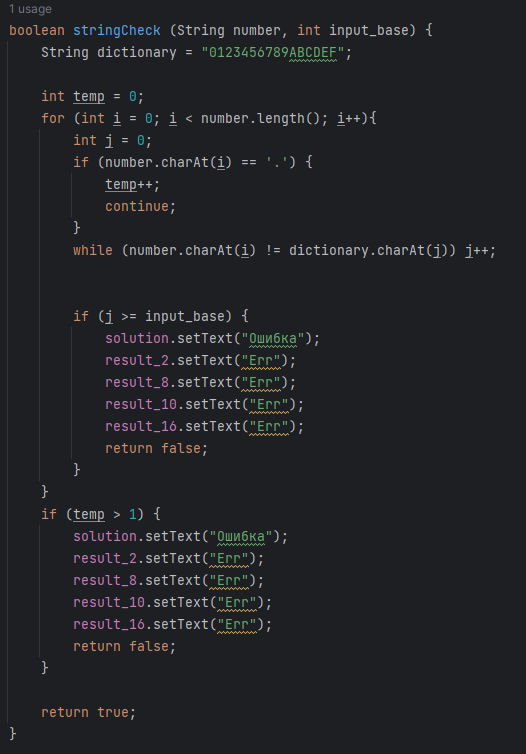 1 usage
boolean stringCheck (String number, int input_base) {
    String dictionary = "0123456789ABCDEF";

    int temp = 0;
    for (int i = 0; i < number.length(); i++){
        int j = 0;
        if (number.charAt(i) == '.') {
            temp++;
            continue;
        }
        while (number.charAt(i) != dictionary.charAt(j)) j++;


        if (j >= input_base) {
            solution.setText("Ошибка");
            result_2.setText("Err");
            result_8.setText("Err");
            result_10.setText("Err");
            result_16.setText("Err");
            return false;
        }
    }
    if (temp > 1) {
        solution.setText("Ошибка");
        result_2.setText("Err");
        result_8.setText("Err");
        result_10.setText("Err");
        result_16.setText("Err");
        return false;
    }

    return true;
}